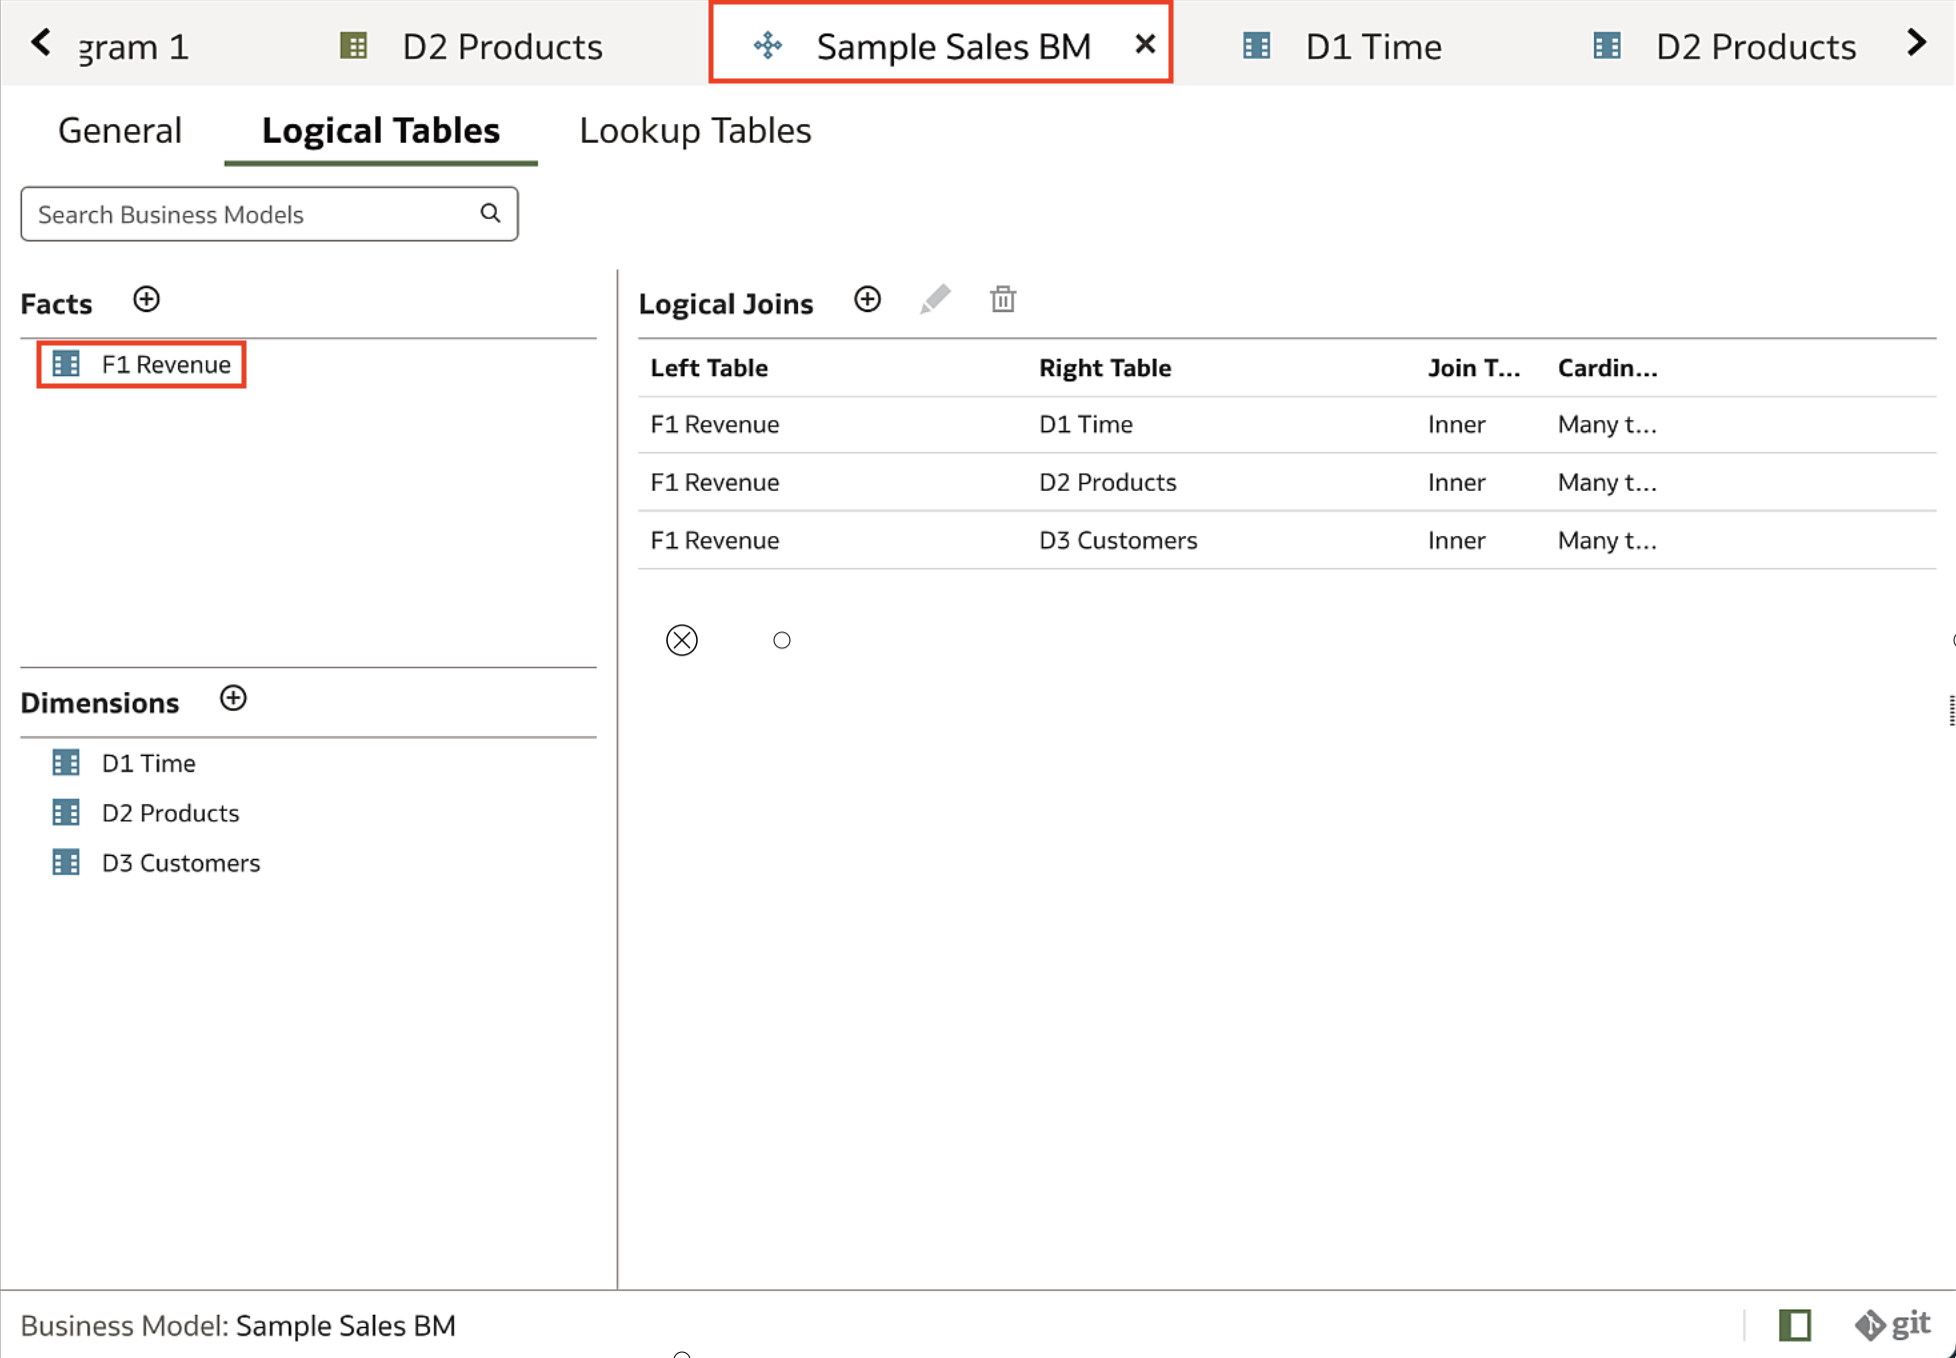 gram 1
D2 Products
Sample Sales BM
D1 Time
D2 Products
General
Logical Tables
Lookup Tables
Search Business Models
Facts
F1 Revenue
Dimensions
D1 Time
D2 Products
D3 Customers
Logical Joins
Left Table Right Table Join T... Cardin...
F1 Revenue D1 Time Inner Many t...
F1 Revenue D2 Products Inner Many t...
F1 Revenue D3 Customers Inner Many t...
Business Model: Sample Sales BM
git